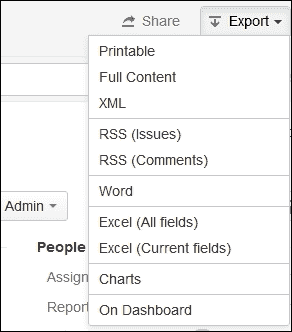 Share
Export
Printable
Full Content
XML
RSS (Issues)
RSS (Comments)
Word
Admin
Excel (All fields)
People
Excel (Current fields)
Assign
Charts
Report
On Dashboard